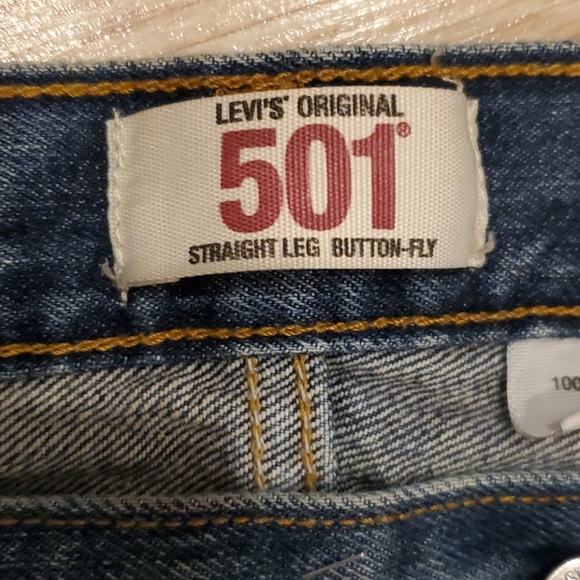 LEVI'S® ORIGINAL
501®
STRAIGHT LEG BUTTON-FLY
100